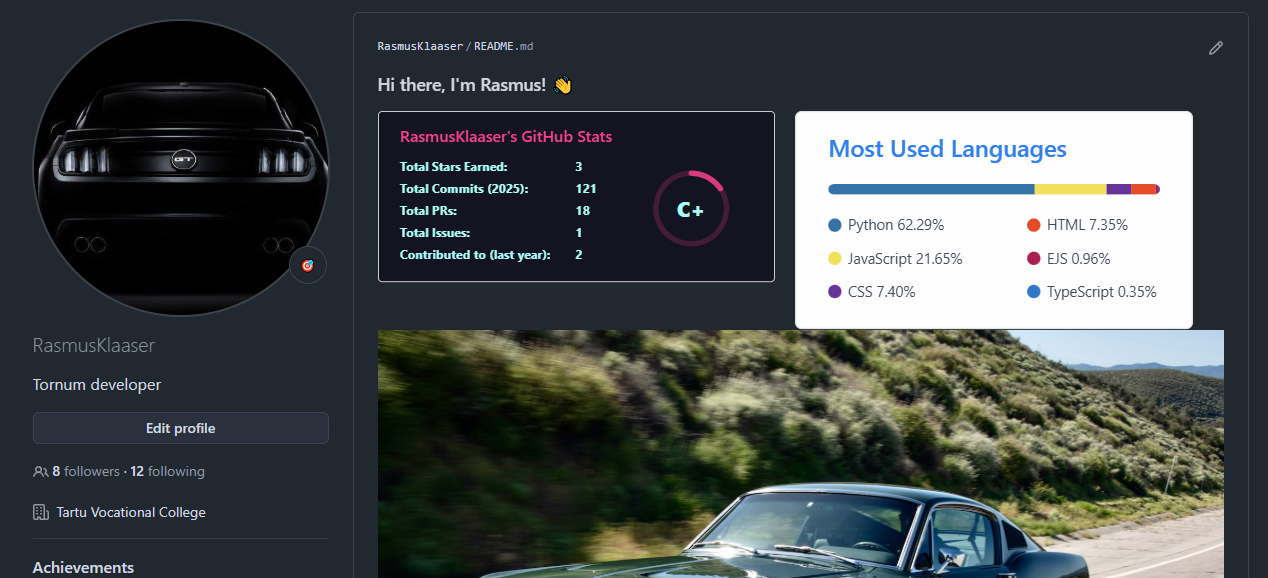 GT
RasmusKlaaser
Tornum developer
Edit profile
8 followers · 12 following
Tartu Vocational College
Achievements
RasmusKlaaser/README.md
Hi there, I'm Rasmus! 👋
RasmusKlaaser's GitHub Stats
Total Stars Earned: 3
Total Commits (2025): 121
Total PRs: 18
Total Issues: 1
Contributed to (last year): 2
C+
Most Used Languages
Python 62.29%
JavaScript 21.65%
CSS 7.40%
HTML 7.35%
EJS 0.96%
TypeScript 0.35%